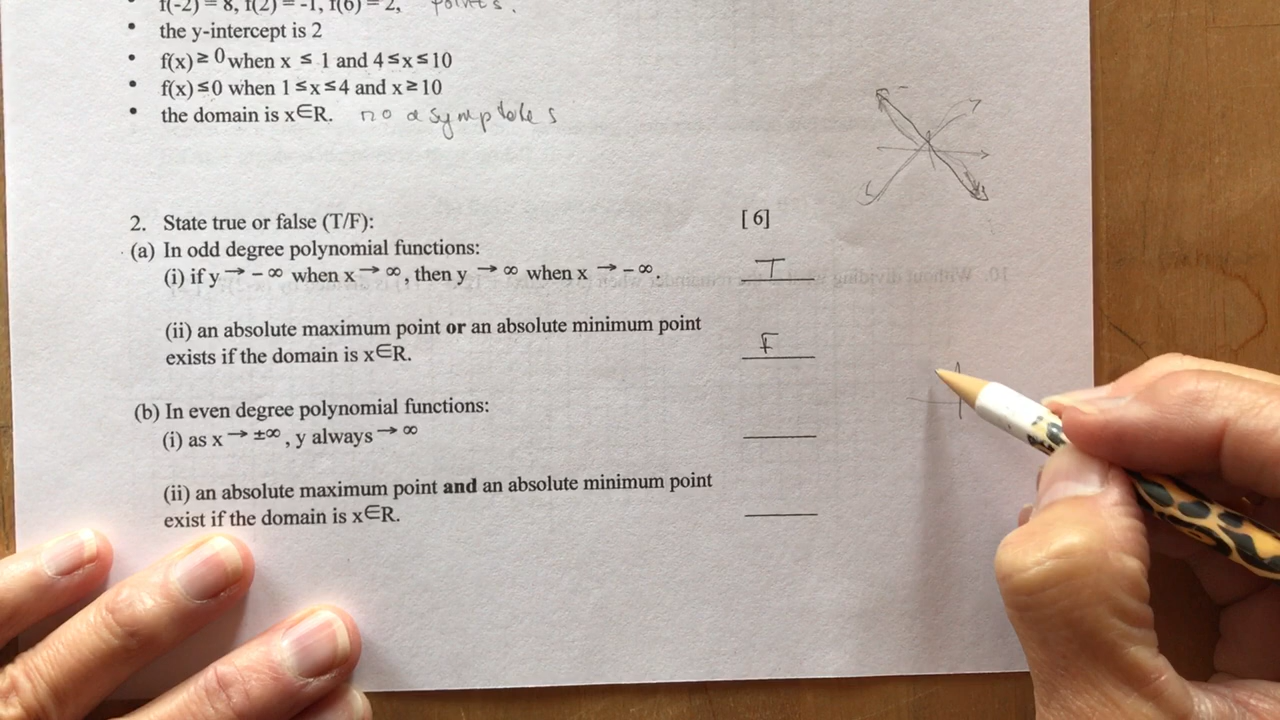 f(-2) = 8, f(2) = -1, f(6) = 2, points.
• the y-intercept is 2
• f(x) ≥ 0 when x ≤ 1 and 4≤x≤10
• f(x) ≤0 when 1≤x≤4 and x≥10
• the domain is x∈R. no asymptotes
2. State true or false (T/F): [6]
(a) In odd degree polynomial functions:
(i) if y → - ∞ when x → ∞, then y → ∞ when x → - ∞. T
(ii) an absolute maximum point or an absolute minimum point
exists if the domain is x∈R. F
(b) In even degree polynomial functions:
(i) as x → ±∞, y always → ∞
(ii) an absolute maximum point and an absolute minimum point
exist if the domain is x∈R.